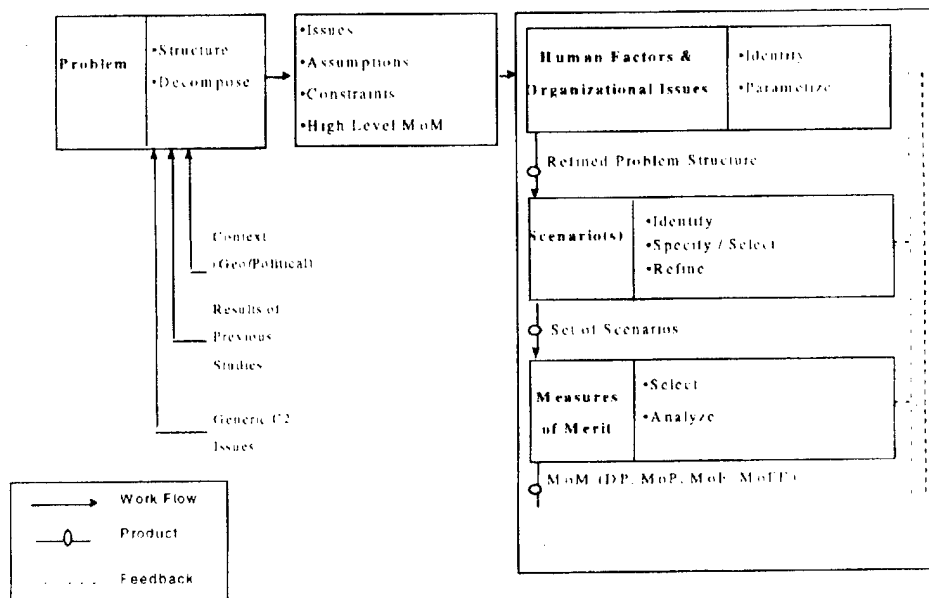 Problem
•Structure
•Decompose
•Issues
•Assumptions
•Constraints
•High Level MoM
Human Factors &
Organizational Issues
•Identify
•Parametize
Refined Problem Structure
Scenario(s)
•Identify
•Specify / Select
•Refine
Set of Scenarios
Measures
of Merit
•Select
•Analyze
MoM (DP, MoP, MoE, MoFE)
Context
(Geo/Political)
Results of
Previous
Studies
Generic C2
Issues
Work Flow
Product
Feedback